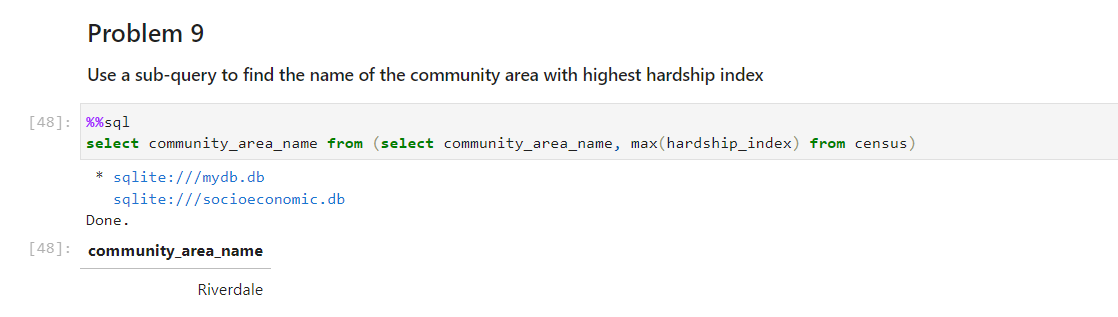 Problem 9
Use a sub-query to find the name of the community area with highest hardship index
[48]: %%sql
select community_area_name from (select community_area_name, max(hardship_index) from census)
* sqlite:///mydb.db
sqlite:///socioeconomic.db
Done.
[48]: community_area_name
Riverdale